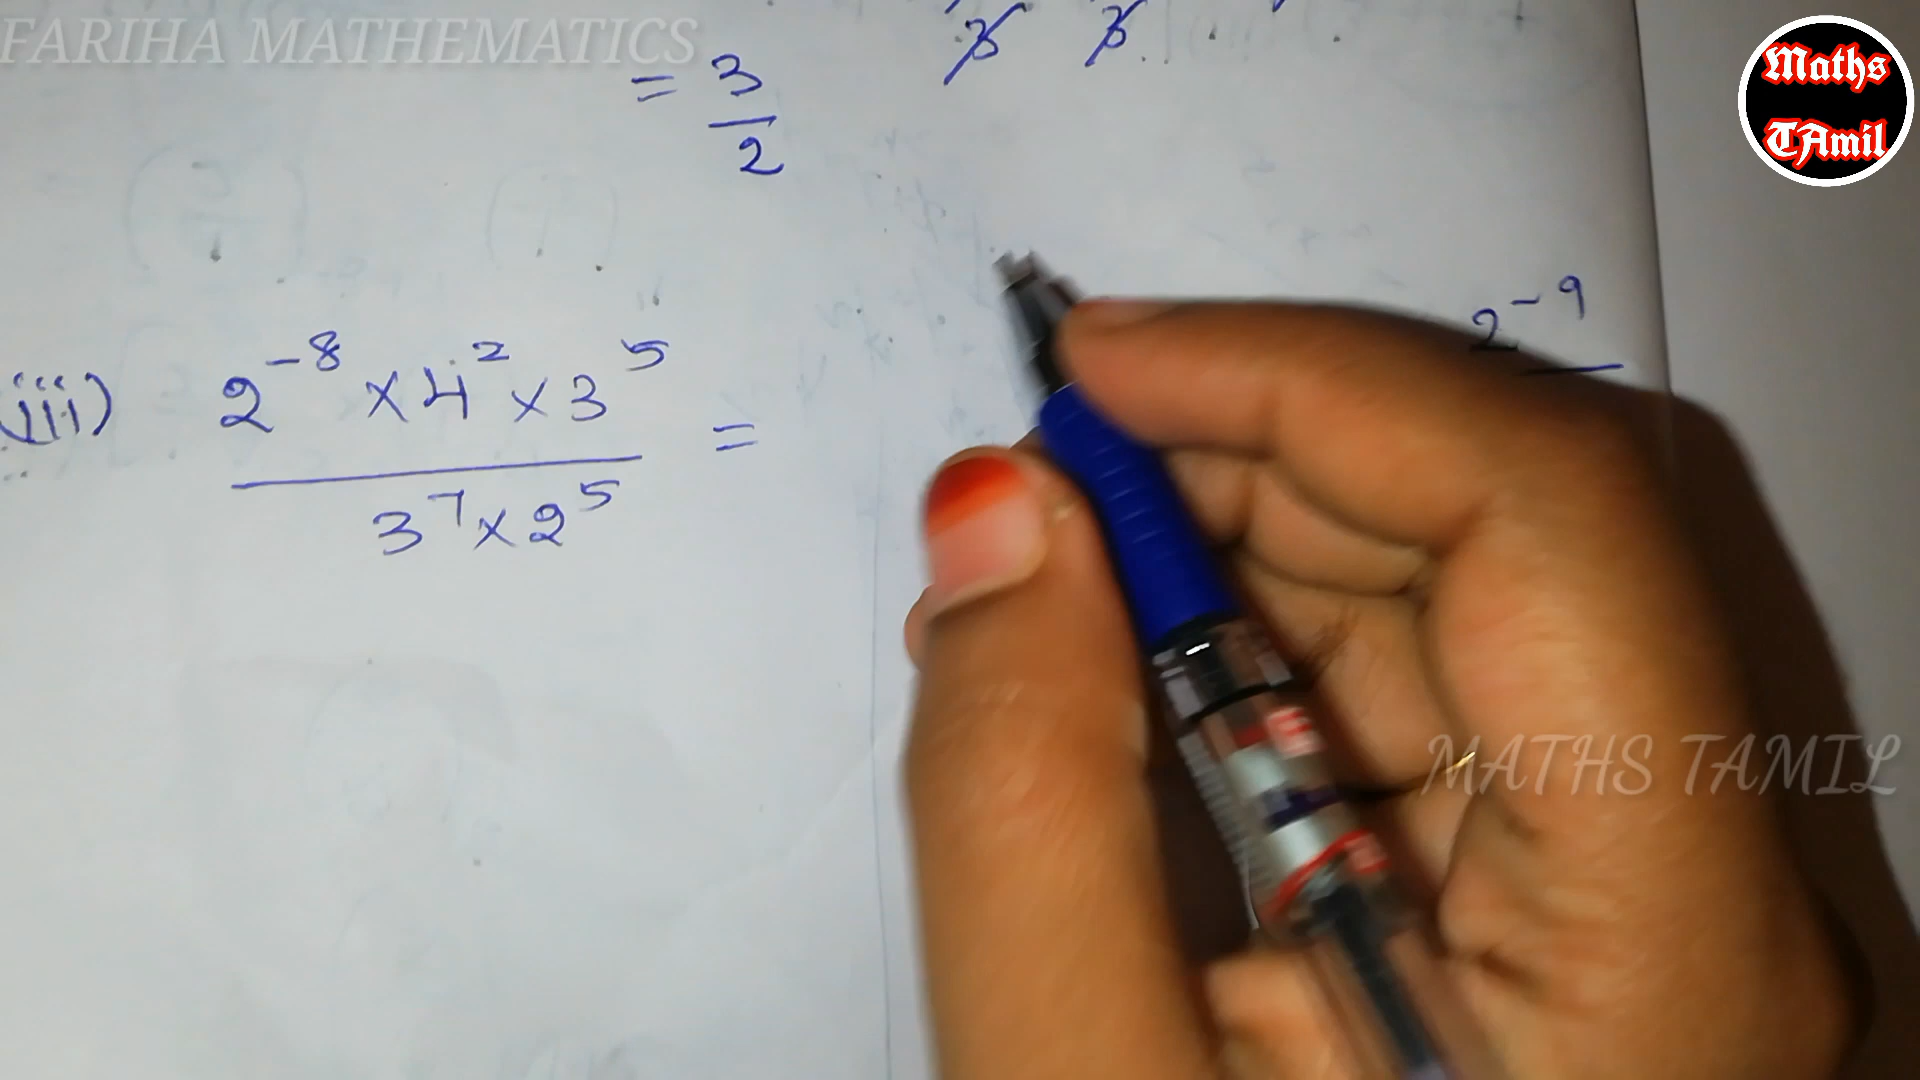 FARIHA MATHEMATICS
Maths
TAmil
= 3/2
2^-9
iii) 2^-8 × 4^2 × 3^5 / 3^7 × 2^5 =
MATHS TAMIL